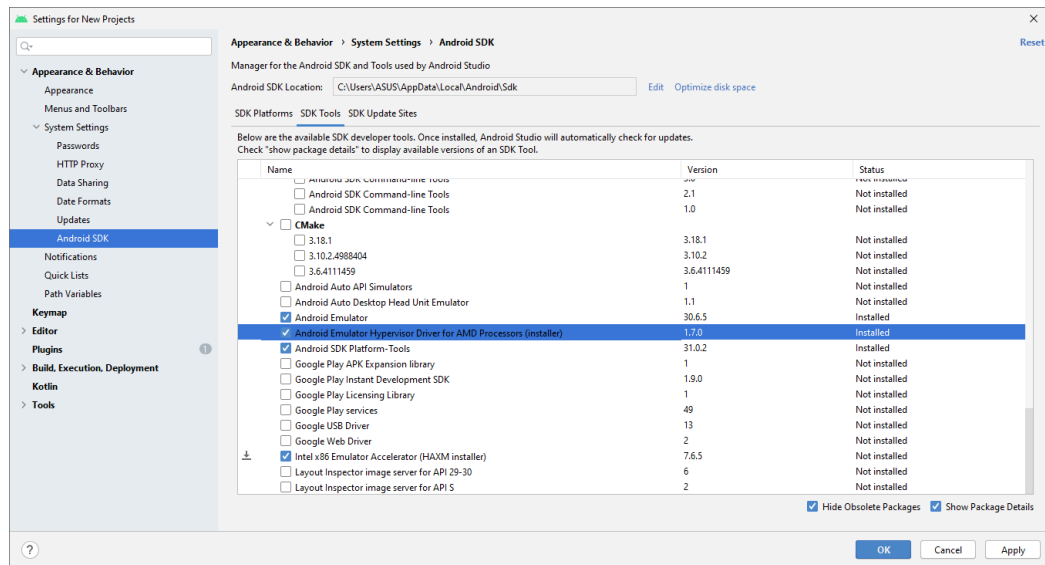 Settings for New Projects
Appearance & Behavior
Appearance
Menus and Toolbars
System Settings
Passwords
HTTP Proxy
Data Sharing
Date Formats
Updates
Android SDK
Notifications
Quick Lists
Path Variables
Keymap
Editor
Plugins 1
Build, Execution, Deployment
Kotlin
Tools
Appearance & Behavior › System Settings › Android SDK Reset
Manager for the Android SDK and Tools used by Android Studio
Android SDK Location: C:\Users\ASUS\AppData\Local\Android\Sdk Edit Optimize disk space
SDK Platforms SDK Tools SDK Update Sites
Below are the available SDK developer tools. Once installed, Android Studio will automatically check for updates.
Check "show package details" to display available versions of an SDK Tool.
Name Version Status
Android SDK Command-line Tools 3.0 Not installed
Android SDK Command-line Tools 2.1 Not installed
Android SDK Command-line Tools 1.0 Not installed
CMake
3.18.1 3.18.1 Not installed
3.10.2.4988404 3.10.2 Not installed
3.6.4111459 3.6.4111459 Not installed
Android Auto API Simulators 1 Not installed
Android Auto Desktop Head Unit Emulator 1.1 Not installed
Android Emulator 30.6.5 Installed
Android Emulator Hypervisor Driver for AMD Processors (installer) 1.7.0 Installed
Android SDK Platform-Tools 31.0.2 Installed
Google Play APK Expansion library 1 Not installed
Google Play Instant Development SDK 1.9.0 Not installed
Google Play Licensing Library 1 Not installed
Google Play services 49 Not installed
Google USB Driver 13 Not installed
Google Web Driver 2 Not installed
Intel x86 Emulator Accelerator (HAXM installer) 7.6.5 Not installed
Layout Inspector image server for API 29-30 6 Not installed
Layout Inspector image server for API S 2 Not installed
Hide Obsolete Packages Show Package Details
? OK Cancel Apply